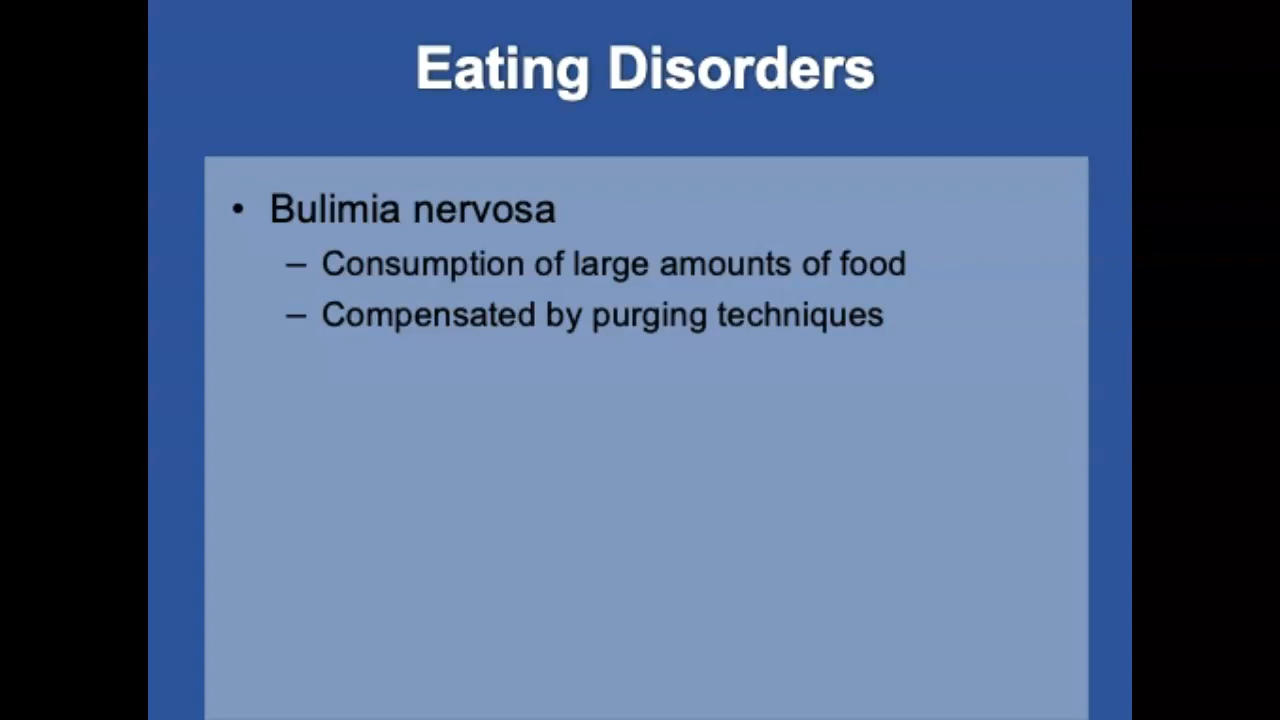 Eating Disorders
• Bulimia nervosa
– Consumption of large amounts of food
– Compensated by purging techniques